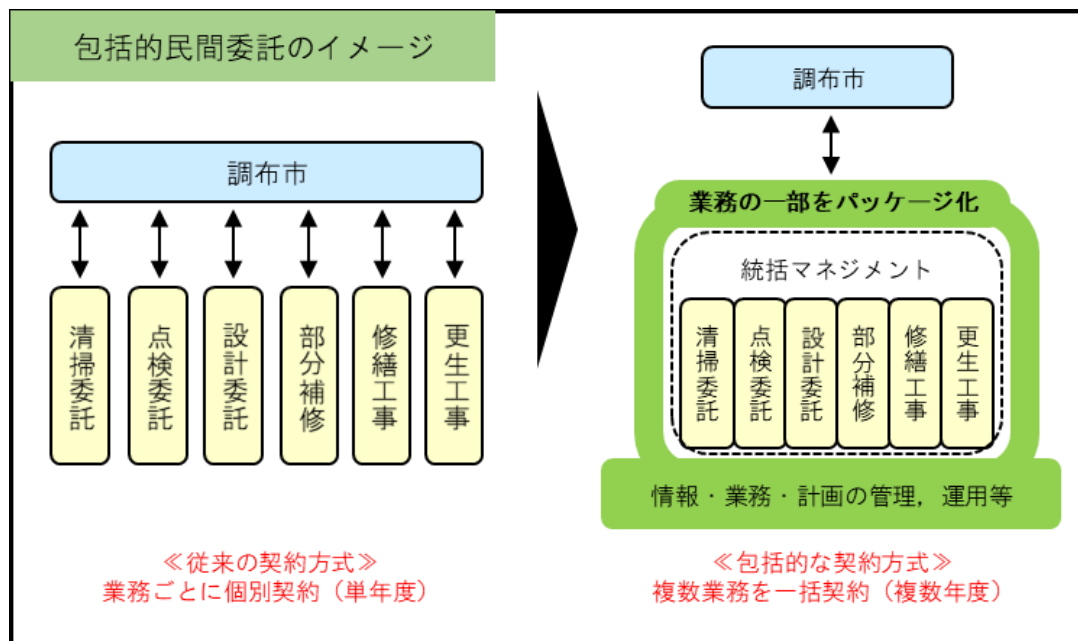 包括的民間委託のイメージ
調布市
清掃委託
点検委託
設計委託
部分補修
修繕工事
更生工事
≪従来の契約方式≫
業務ごとに個別契約（単年度）
調布市
業務の一部をパッケージ化
統括マネジメント
清掃委託
点検委託
設計委託
部分補修
修繕工事
更生工事
情報・業務・計画の管理，運用等
≪包括的な契約方式≫
複数業務を一括契約（複数年度）